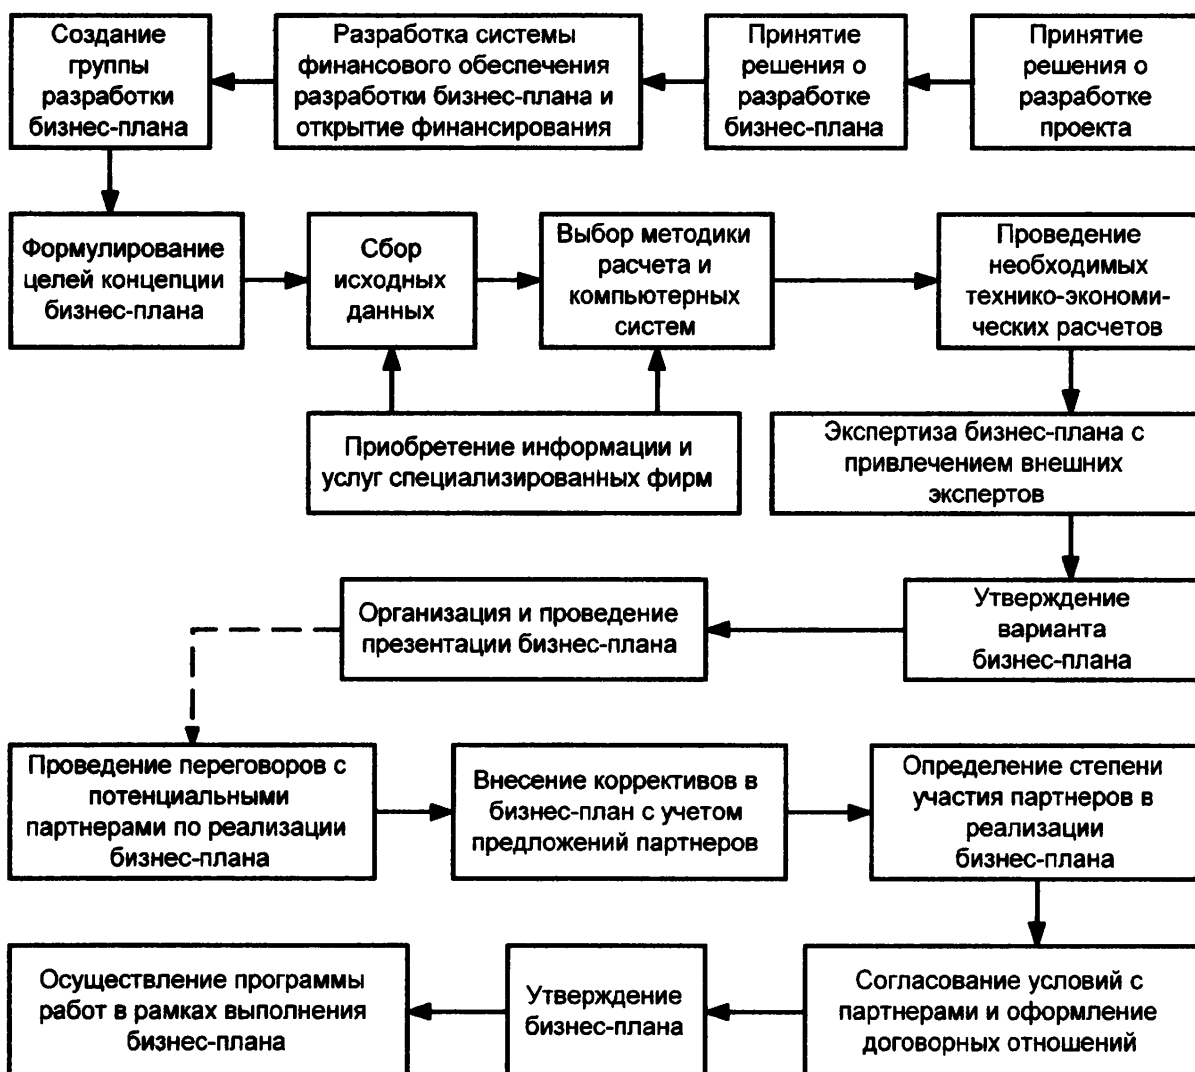 Создание
группы
разработки
бизнес-плана
Разработка системы
финансового обеспечения
разработки бизнес-плана и
открытие финансирования
Принятие
решения о
разработке
бизнес-плана
Принятие
решения о
разработке
проекта
Формулирование
целей концепции
бизнес-плана
Сбор
исходных
данных
Выбор методики
расчета и
компьютерных
систем
Проведение
необходимых
технико-экономи-
ческих расчетов
Приобретение информации и
услуг специализированных фирм
Экспертиза бизнес-плана с
привлечением внешних
экспертов
Организация и проведение
презентации бизнес-плана
Утверждение
варианта
бизнес-плана
Проведение переговоров с
потенциальными
партнерами по реализации
бизнес-плана
Внесение коррективов в
бизнес-план с учетом
предложений партнеров
Определение степени
участия партнеров в
реализации
бизнес-плана
Осуществление программы
работ в рамках выполнения
бизнес-плана
Утверждение
бизнес-плана
Согласование условий с
партнерами и оформление
договорных отношений